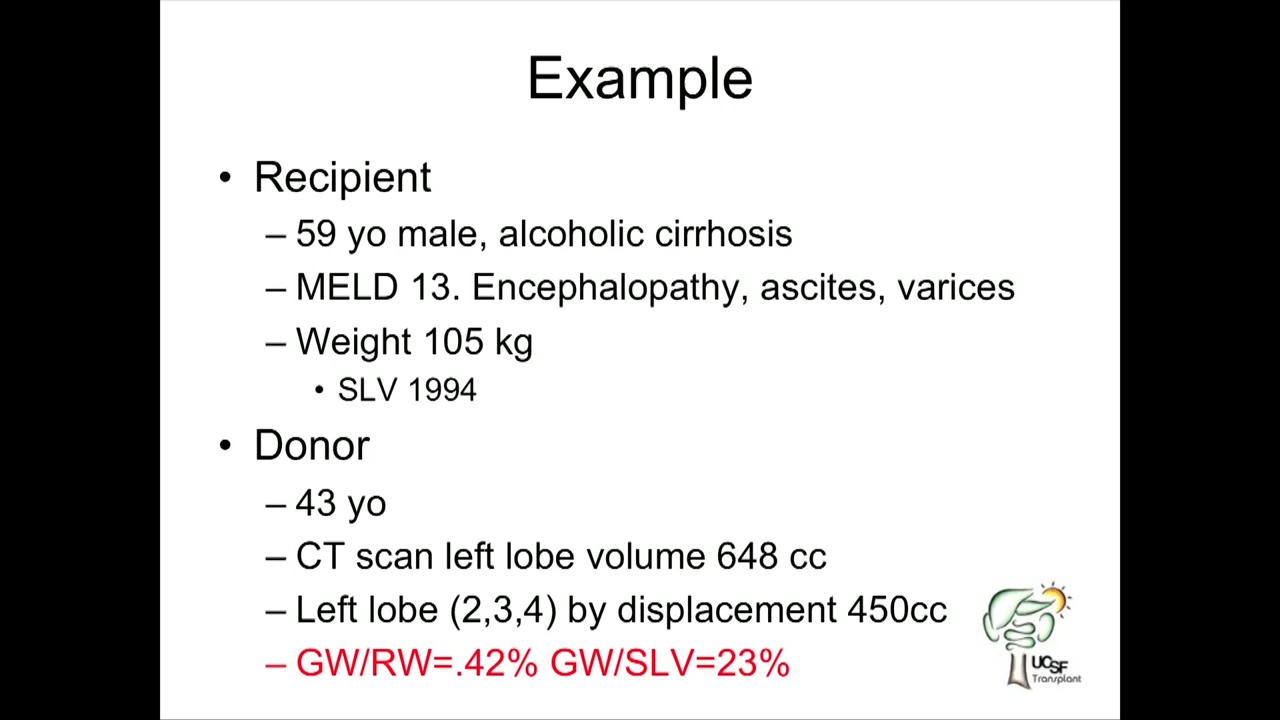 Example
• Recipient
– 59 yo male, alcoholic cirrhosis
– MELD 13. Encephalopathy, ascites, varices
– Weight 105 kg
• SLV 1994
• Donor
– 43 yo
– CT scan left lobe volume 648 cc
– Left lobe (2,3,4) by displacement 450cc
– GW/RW=.42% GW/SLV=23%
UCSF
Transplant